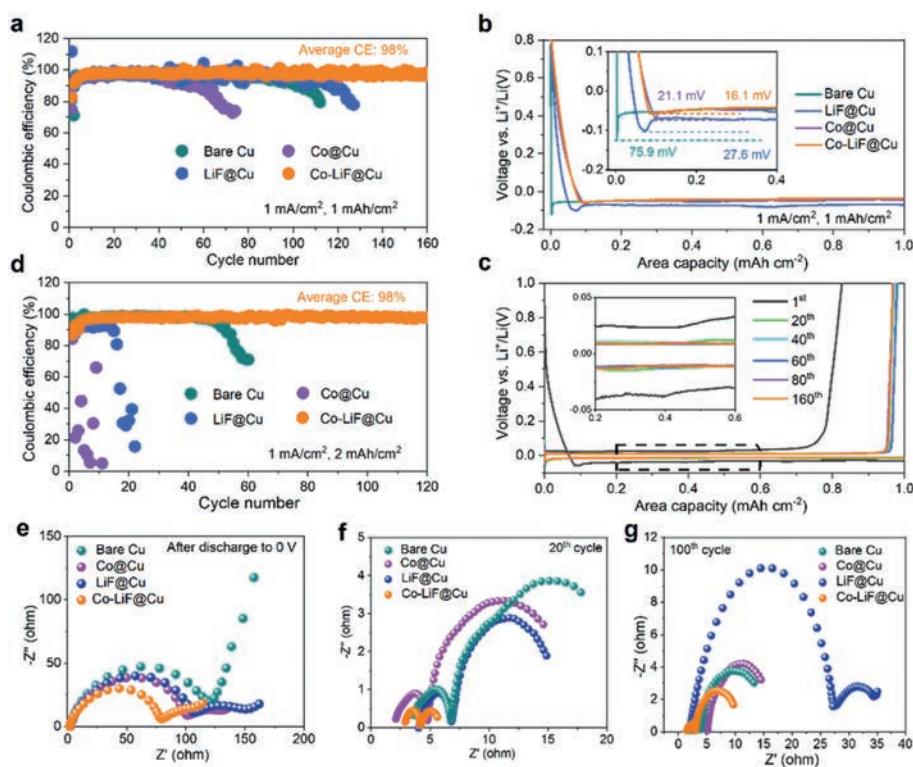 a
Coulombic efficiency (%)
120
100
80
60
40
20
0
0 20 40 60 80 100 120 140 160
Cycle number
Average CE: 98%
Bare Cu
Co@Cu
LiF@Cu
Co-LiF@Cu
1 mA/cm², 1 mAh/cm²
b
Voltage vs. Li⁺/Li(V)
0.8
0.6
0.4
0.2
0.0
-0.2
0.0 0.2 0.4 0.6 0.8 1.0
Area capacity (mAh cm⁻²)
0.1
0.0
-0.1
-0.2
0.0 0.1 0.2 0.3 0.4
21.1 mV
16.1 mV
75.9 mV
27.6 mV
Bare Cu
LiF@Cu
Co@Cu
Co-LiF@Cu
1 mA/cm², 1 mAh/cm²
d
Coulombic efficiency (%)
120
100
80
60
40
20
0
0 20 40 60 80 100 120
Cycle number
Average CE: 98%
Bare Cu
Co@Cu
LiF@Cu
Co-LiF@Cu
1 mA/cm², 2 mAh/cm²
c
Voltage vs. Li⁺/Li(V)
1.0
0.8
0.6
0.4
0.2
0.0
0.0 0.2 0.4 0.6 0.8 1.0
Area capacity (mAh cm⁻²)
0.05
0.00
-0.05
0.2 0.3 0.4 0.5 0.6
1ˢᵗ
20ᵗʰ
40ᵗʰ
60ᵗʰ
80ᵗʰ
160ᵗʰ
e
-Z'' (ohm)
150
100
50
0
0 50 100 150 200
Z' (ohm)
After discharge to 0 V
Bare Cu
Co@Cu
LiF@Cu
Co-LiF@Cu
f
-Z'' (ohm)
6
5
4
3
2
1
0
0 5 10 15 20
Z' (ohm)
20ᵗʰ cycle
Bare Cu
Co@Cu
LiF@Cu
Co-LiF@Cu
g
-Z'' (ohm)
12
10
8
6
4
2
0
0 5 10 15 20 25 30 35
Z' (ohm)
100ᵗʰ cycle
Bare Cu
Co@Cu
LiF@Cu
Co-LiF@Cu